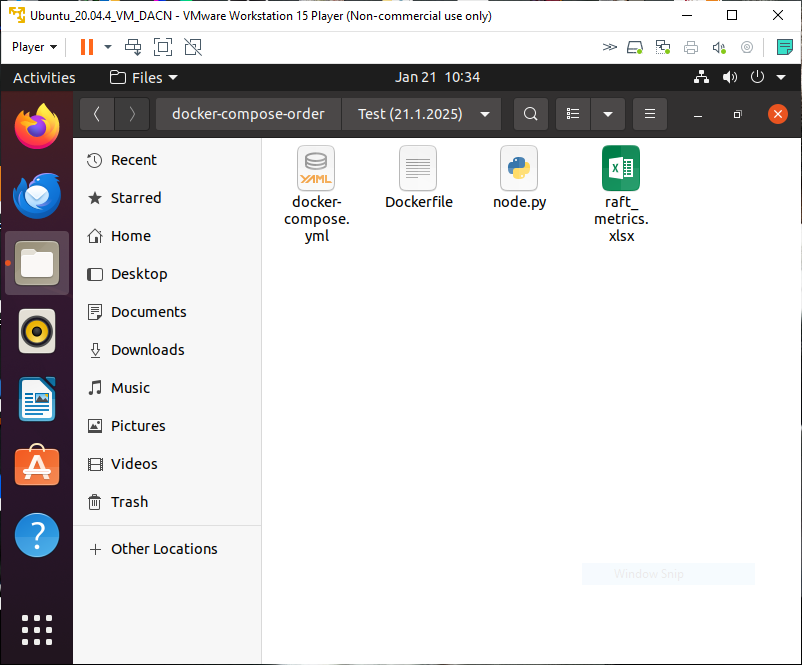 Ubuntu_20.04.4_VM_DACN - VMware Workstation 15 Player (Non-commercial use only)
Player
Activities
Files
Jan 21 10:34
docker-compose-order
Test (21.1.2025)
Recent
Starred
Home
Desktop
Documents
Downloads
Music
Pictures
Videos
Trash
Other Locations
YAML
docker-
compose.
yml
Dockerfile
node.py
X
raft_
metrics.
xlsx
Window Snip